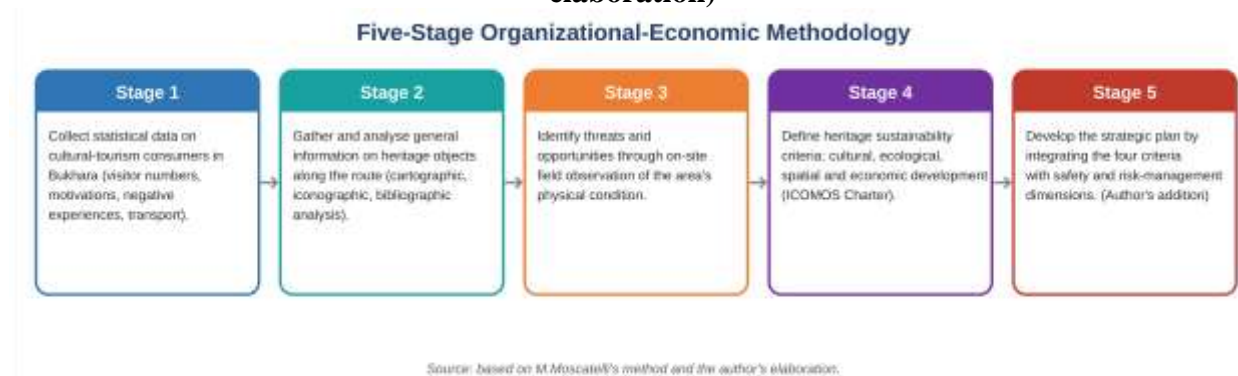 elaboration)
Five-Stage Organizational-Economic Methodology
Stage 1
Collect statistical data on
cultural-tourism consumers in
Bukhara (visitor numbers,
motivations, negative
experiences, transport).
Stage 2
Gather and analyse general
information on heritage objects
along the route (cartographic,
iconographic, bibliographic
analysis).
Stage 3
Identify threats and
opportunities through on-site
field observation of the area's
physical condition.
Stage 4
Define heritage sustainability
criteria: cultural, ecological,
spatial and economic development
(ICOMOS Charter).
Stage 5
Develop the strategic plan by
integrating the four criteria
with safety and risk-management
dimensions. (Author's addition)
Source: based on M.Moscatelli's method and the author's elaboration.